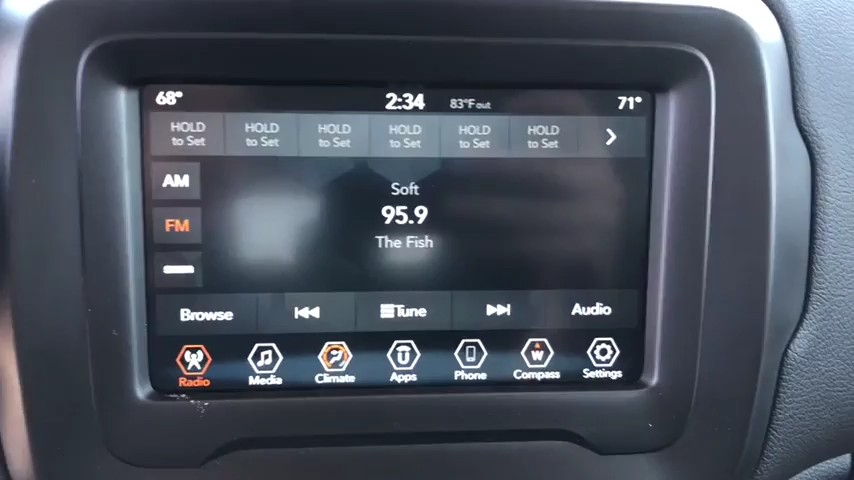 68° 2:34 83°F out 71°
HOLD to Set HOLD to Set HOLD to Set HOLD to Set HOLD to Set HOLD to Set
AM
Soft
95.9
FM
The Fish
Browse Tune Audio
Radio Media Climate Apps Phone W Compass Settings